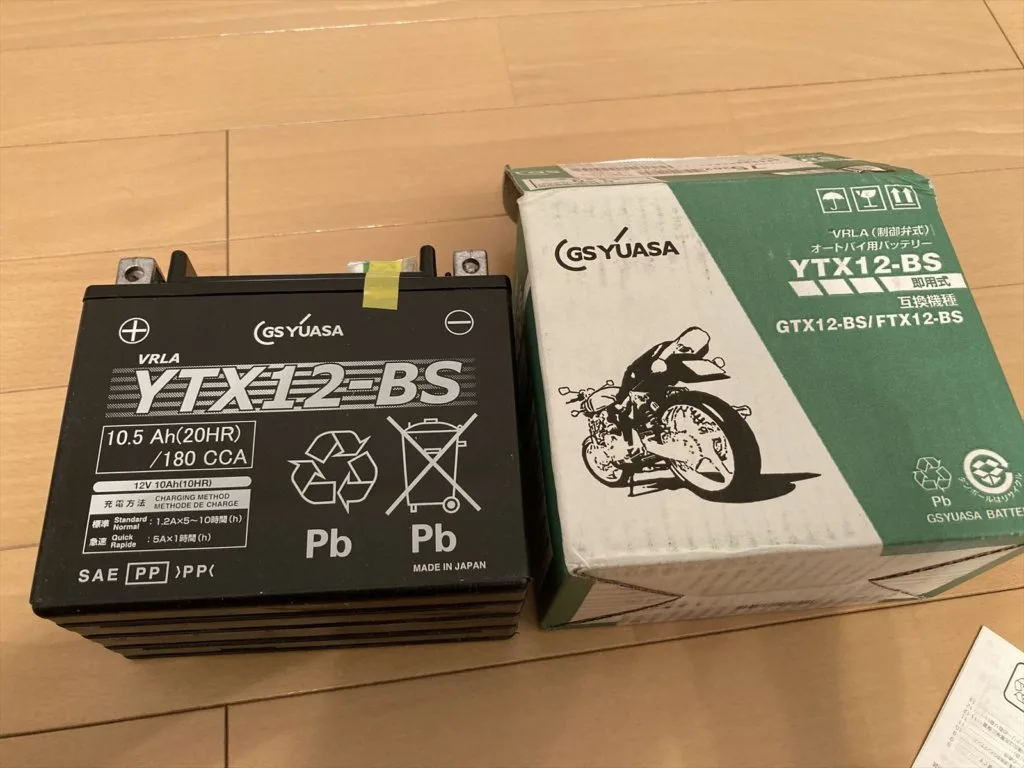 GS YUASA
VRLA
YTX12-BS
10.5 Ah(20HR)
/180 CCA
12V 10Ah(10HR)
充電方法 CHARGING METHOD
METHODE DE CHARGE
標準 Standard
Normal : 1.2A×5~10時間(h)
急速 Quick
Rapide : 5A×1時間(h)
Pb
Pb
SAE PP >PP<
MADE IN JAPAN
GS YUASA
VRLA(制御弁式)
オートバイ用バッテリー
YTX12-BS
即用式
互換機種
GTX12-BS/FTX12-BS
Pb
GSYUASA BATTE